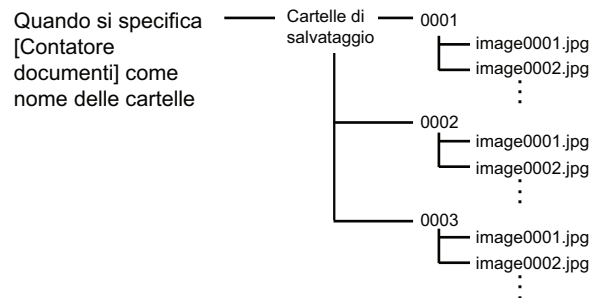 Quando si specifica
[Contatore
documenti] come
nome delle cartelle
Cartelle di
salvataggio
0001
image0001.jpg
image0002.jpg
0002
image0001.jpg
image0002.jpg
0003
image0001.jpg
image0002.jpg